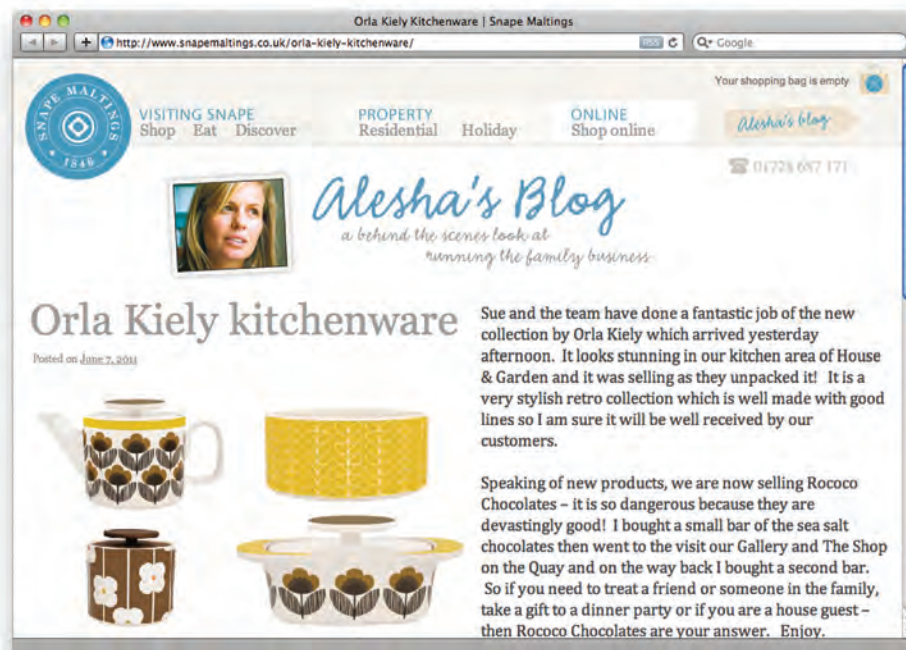 Orla Kiely Kitchenware | Snape Maltings
http://www.snapemaltings.co.uk/orla-kiely-kitchenware/
RSS
Google
Your shopping bag is empty
SNAPE MALTINGS
1846
VISITING SNAPE
Shop Eat Discover
PROPERTY
Residential Holiday
ONLINE
Shop online
Alesha's blog
01728 687 171
Alesha's Blog
a behind the scenes look at
running the family business
Orla Kiely kitchenware
Posted on June 7, 2011
Sue and the team have done a fantastic job of the new
collection by Orla Kiely which arrived yesterday
afternoon. It looks stunning in our kitchen area of House
& Garden and it was selling as they unpacked it! It is a
very stylish retro collection which is well made with good
lines so I am sure it will be well received by our
customers.
Speaking of new products, we are now selling Rococo
Chocolates – it is so dangerous because they are
devastingly good! I bought a small bar of the sea salt
chocolates then went to the visit our Gallery and The Shop
on the Quay and on the way back I bought a second bar.
So if you need to treat a friend or someone in the family,
take a gift to a dinner party or if you are a house guest –
then Rococo Chocolates are your answer. Enjoy.